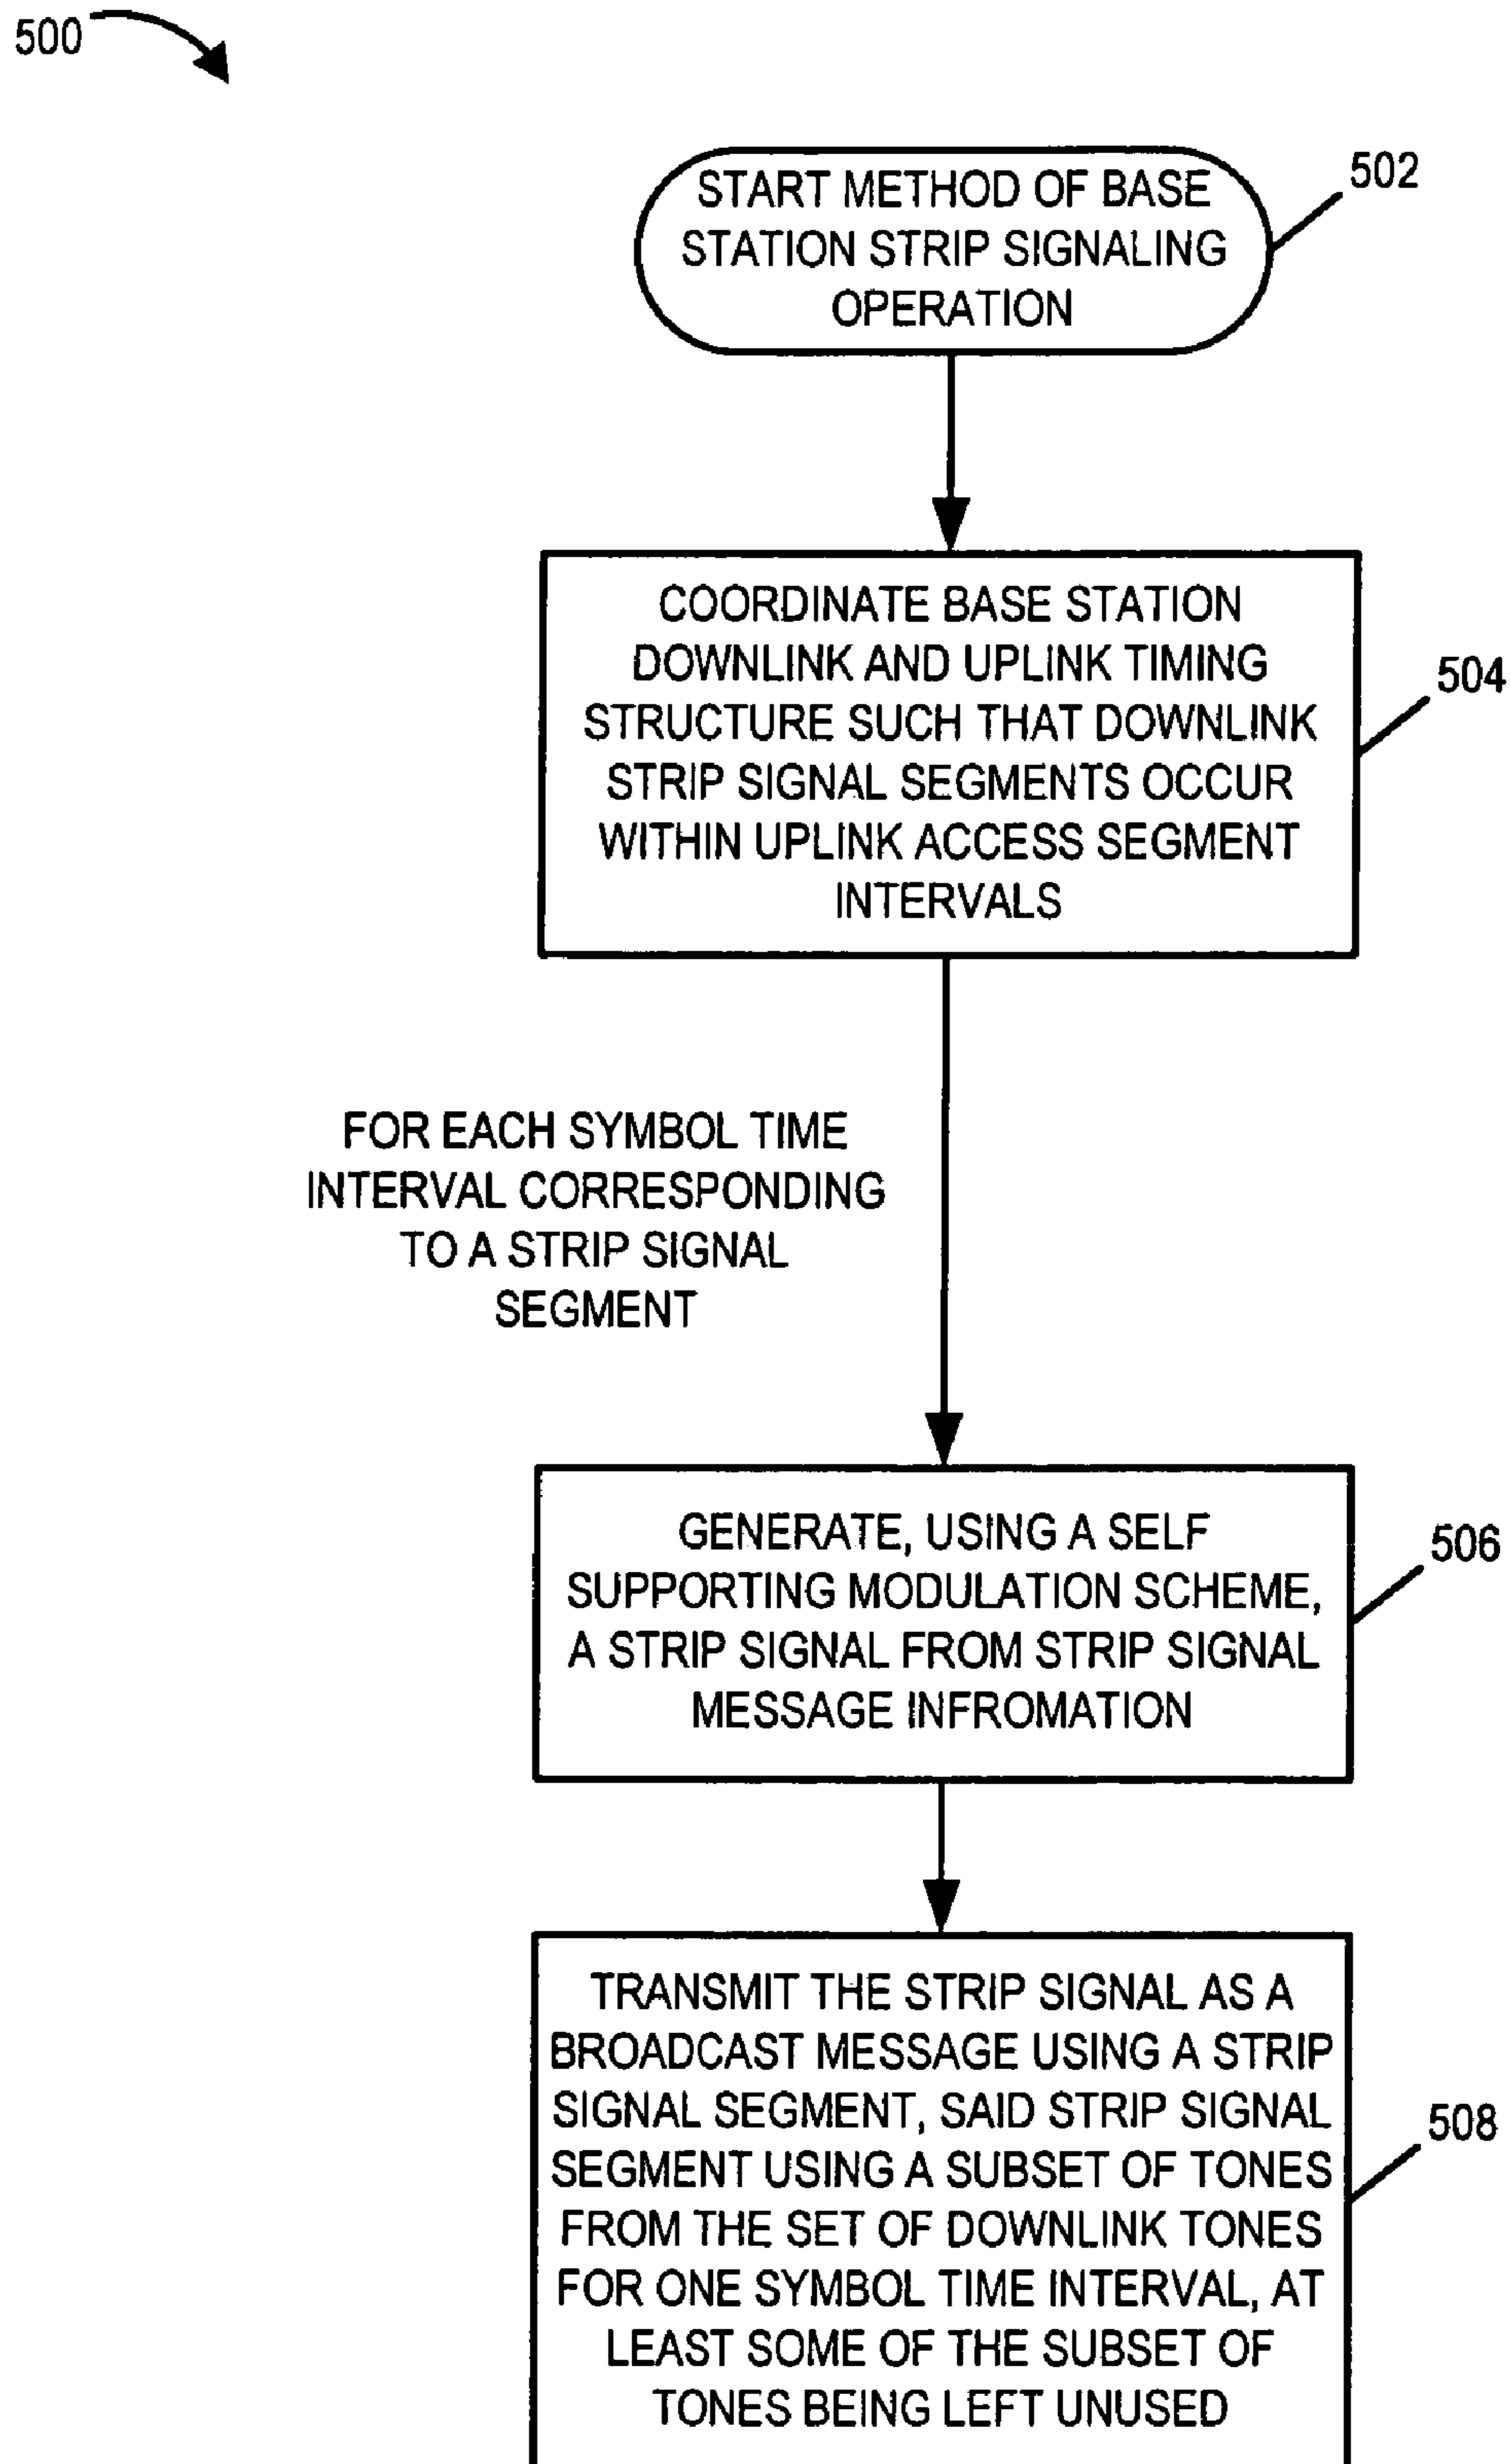 500
START METHOD OF BASE
STATION STRIP SIGNALING
OPERATION
502
COORDINATE BASE STATION
DOWNLINK AND UPLINK TIMING
STRUCTURE SUCH THAT DOWNLINK
STRIP SIGNAL SEGMENTS OCCUR
WITHIN UPLINK ACCESS SEGMENT
INTERVALS
504
FOR EACH SYMBOL TIME
INTERVAL CORRESPONDING
TO A STRIP SIGNAL
SEGMENT
GENERATE, USING A SELF
SUPPORTING MODULATION SCHEME,
A STRIP SIGNAL FROM STRIP SIGNAL
MESSAGE INFROMATION
506
TRANSMIT THE STRIP SIGNAL AS A
BROADCAST MESSAGE USING A STRIP
SIGNAL SEGMENT, SAID STRIP SIGNAL
SEGMENT USING A SUBSET OF TONES
FROM THE SET OF DOWNLINK TONES
FOR ONE SYMBOL TIME INTERVAL, AT
LEAST SOME OF THE SUBSET OF
TONES BEING LEFT UNUSED
508